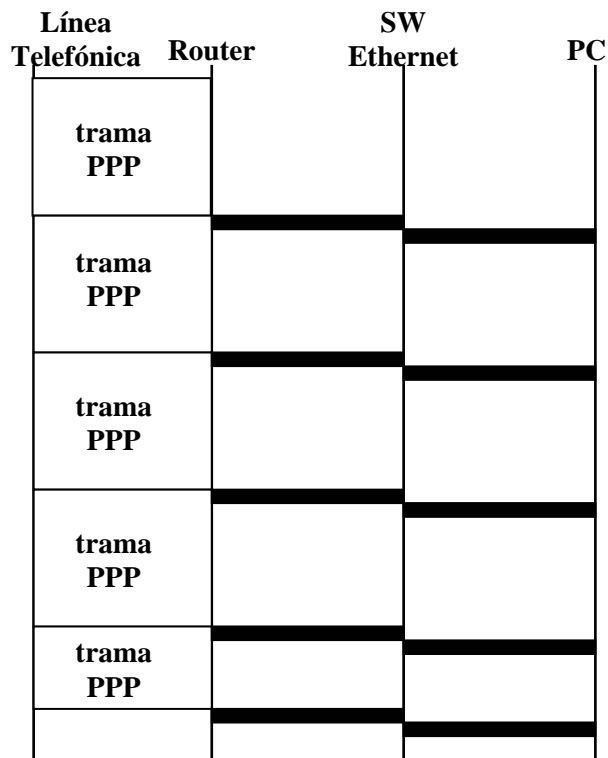 Línea
Telefónica
Router
SW
Ethernet
PC
trama
PPP
trama
PPP
trama
PPP
trama
PPP
trama
PPP